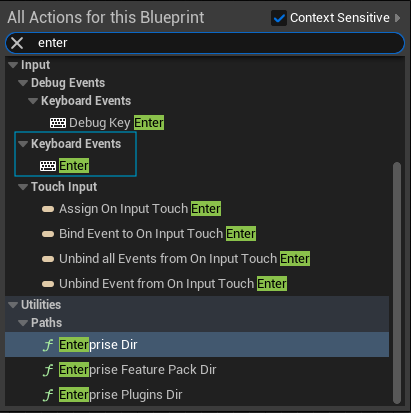 All Actions for this Blueprint
Context Sensitive
enter
Input
Debug Events
Keyboard Events
Debug Key Enter
Keyboard Events
Enter
Touch Input
Assign On Input Touch Enter
Bind Event to On Input Touch Enter
Unbind all Events from On Input Touch Enter
Unbind Event from On Input Touch Enter
Utilities
Paths
f Enterprise Dir
f Enterprise Feature Pack Dir
f Enterprise Plugins Dir